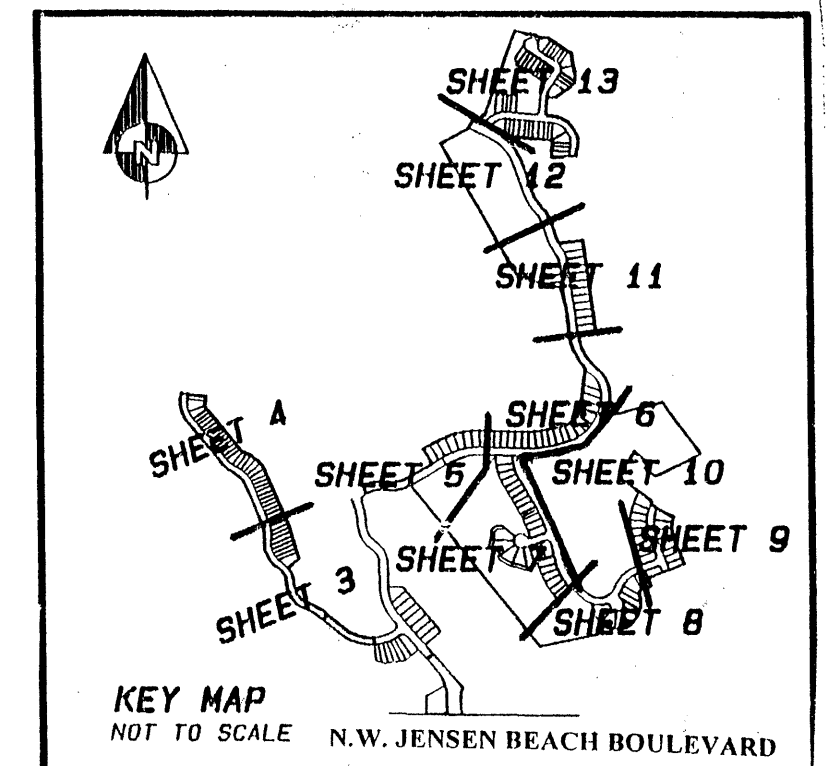 SHEET 13
N
SHEET 12
SHEET 11
SHEET 4
SHEET 6
SHEET 5
SHEET 10
SHEET 9
SHEET 7
SHEET 3
SHEET 8
KEY MAP
NOT TO SCALE
N.W. JENSEN BEACH BOULEVARD